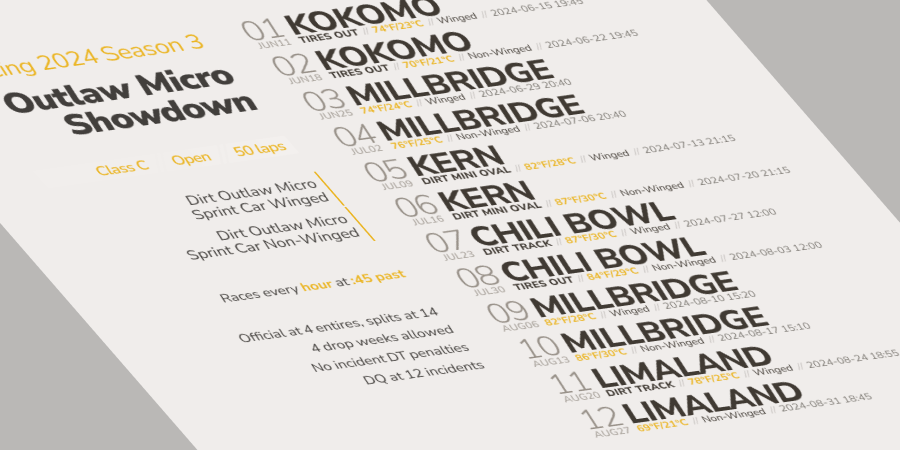 ing 2024 Season 3
Outlaw Micro
Showdown
Class C Open 50 laps
Dirt Outlaw Micro
Sprint Car Winged
Dirt Outlaw Micro
Sprint Car Non-Winged
Races every hour at :45 past
Official at 4 entires, splits at 14
4 drop weeks allowed
No incident DT penalties
DQ at 12 incidents
01 KOKOMO
JUN11 TIRES OUT // 74°F/23°C // Winged // 2024-06-15 19:45
02 KOKOMO
JUN18 TIRES OUT // 70°F/21°C // Non-Winged // 2024-06-22 19:45
03 MILLBRIDGE
JUN25 74°F/24°C // Winged // 2024-06-29 20:40
04 MILLBRIDGE
JUL02 76°F/25°C // Non-Winged // 2024-07-06 20:40
05 KERN
JUL09 DIRT MINI OVAL // 82°F/28°C // Winged // 2024-07-13 21:15
06 KERN
JUL16 DIRT MINI OVAL // 87°F/30°C // Non-Winged // 2024-07-20 21:15
07 CHILI BOWL
JUL23 DIRT TRACK // 87°F/30°C // Winged // 2024-07-27 12:00
08 CHILI BOWL
JUL30 TIRES OUT // 84°F/29°C // Non-Winged // 2024-08-03 12:00
09 MILLBRIDGE
AUG06 82°F/28°C // Winged // 2024-08-10 15:20
10 MILLBRIDGE
AUG13 86°F/30°C // Non-Winged // 2024-08-17 15:10
11 LIMALAND
AUG20 DIRT TRACK // 78°F/25°C // Winged // 2024-08-24 18:55
12 LIMALAND
AUG27 69°F/21°C // Non-Winged // 2024-08-31 18:45